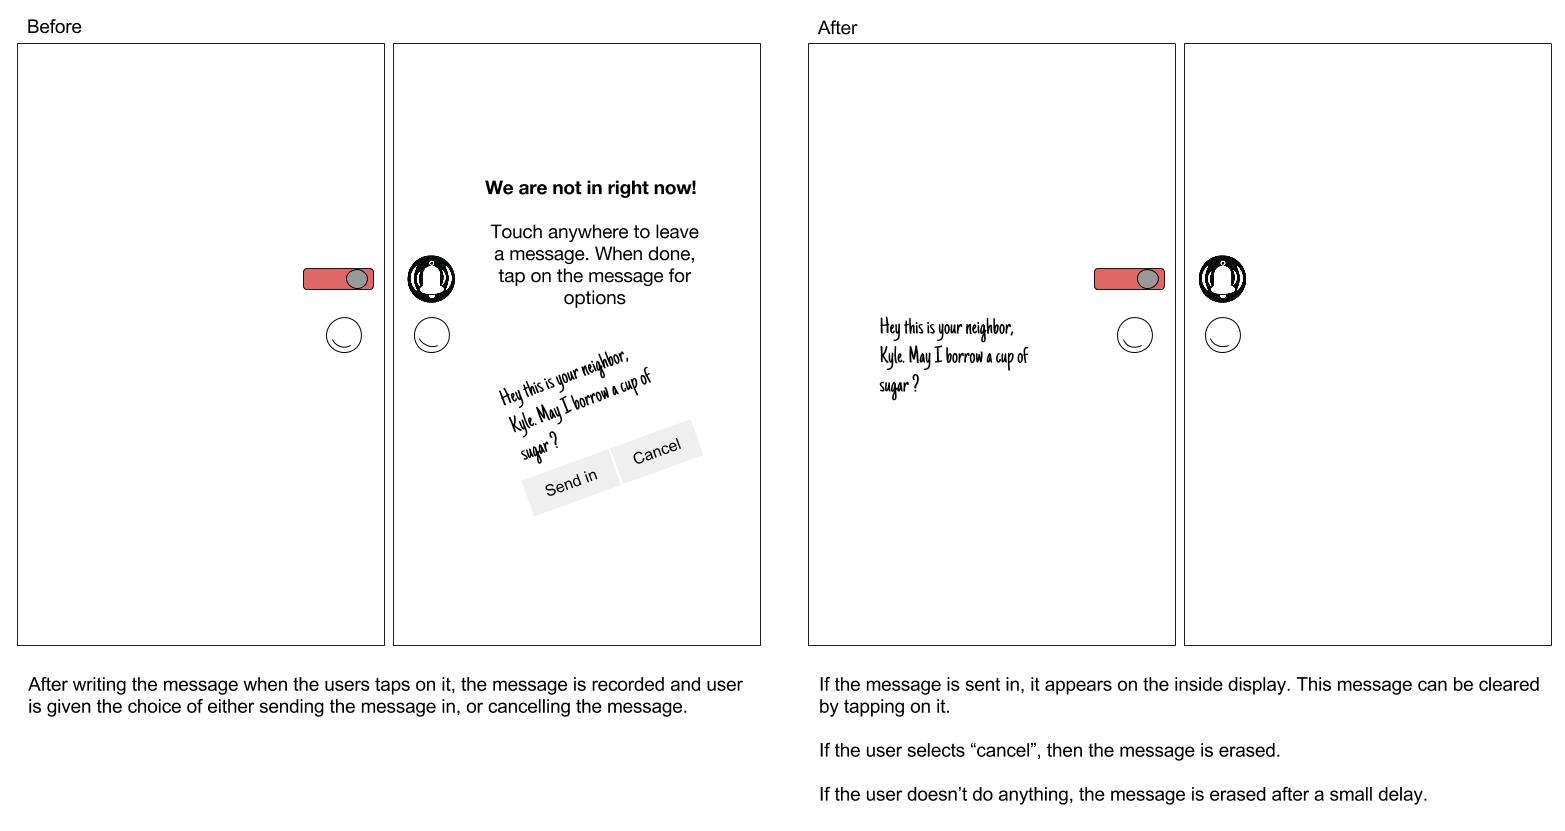 Before
We are not in right now!
Touch anywhere to leave
a message. When done,
tap on the message for
options
Hey this is your neighbor,
Kyle. May I borrow a cup of
sugar ?
Send in
Cancel
After writing the message when the users taps on it, the message is recorded and user
is given the choice of either sending the message in, or cancelling the message.
After
Hey this is your neighbor,
Kyle. May I borrow a cup of
sugar ?
If the message is sent in, it appears on the inside display. This message can be cleared
by tapping on it.
If the user selects “cancel”, then the message is erased.
If the user doesn’t do anything, the message is erased after a small delay.